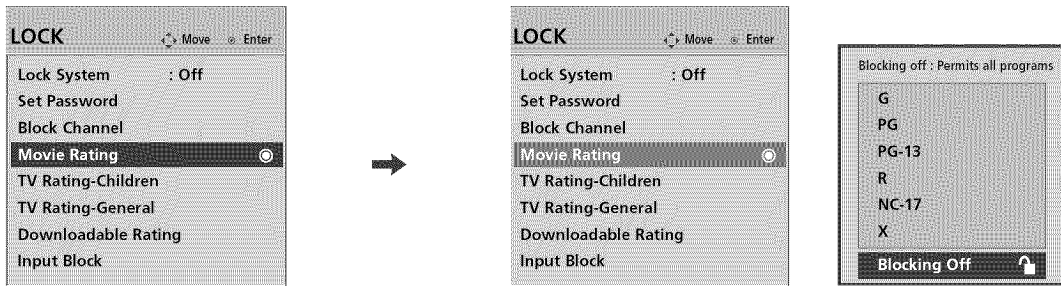 LOCK
Move Enter
Lock System : Off
Set Password
Block Channel
Movie Rating
TV Rating-Children
TV Rating-General
Downloadable Rating
Input Block
LOCK
Move Enter
Lock System : Off
Set Password
Block Channel
Movie Rating
TV Rating-Children
TV Rating-General
Downloadable Rating
Input Block
Blocking off : Permits all programs
G
PG
PG-13
R
NC-17
X
Blocking Off